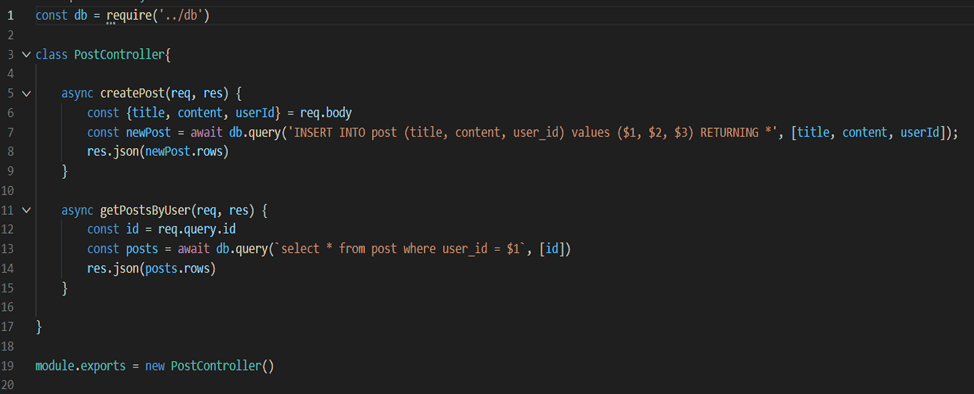 1 const db = require('../db')
2
3 class PostController{
4
5 async createPost(req, res) {
6 const {title, content, userId} = req.body
7 const newPost = await db.query('INSERT INTO post (title, content, user_id) values ($1, $2, $3) RETURNING *', [title, content, userId]);
8 res.json(newPost.rows)
9 }
10
11 async getPostsByUser(req, res) {
12 const id = req.query.id
13 const posts = await db.query(`select * from post where user_id = $1`, [id])
14 res.json(posts.rows)
15 }
16
17 }
18
19 module.exports = new PostController()
20